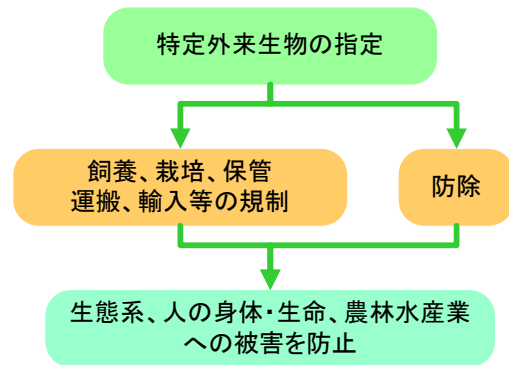 特定外来生物の指定
飼養、栽培、保管
運搬、輸入等の規制
防除
生態系、人の身体・生命、農林水産業
への被害を防止